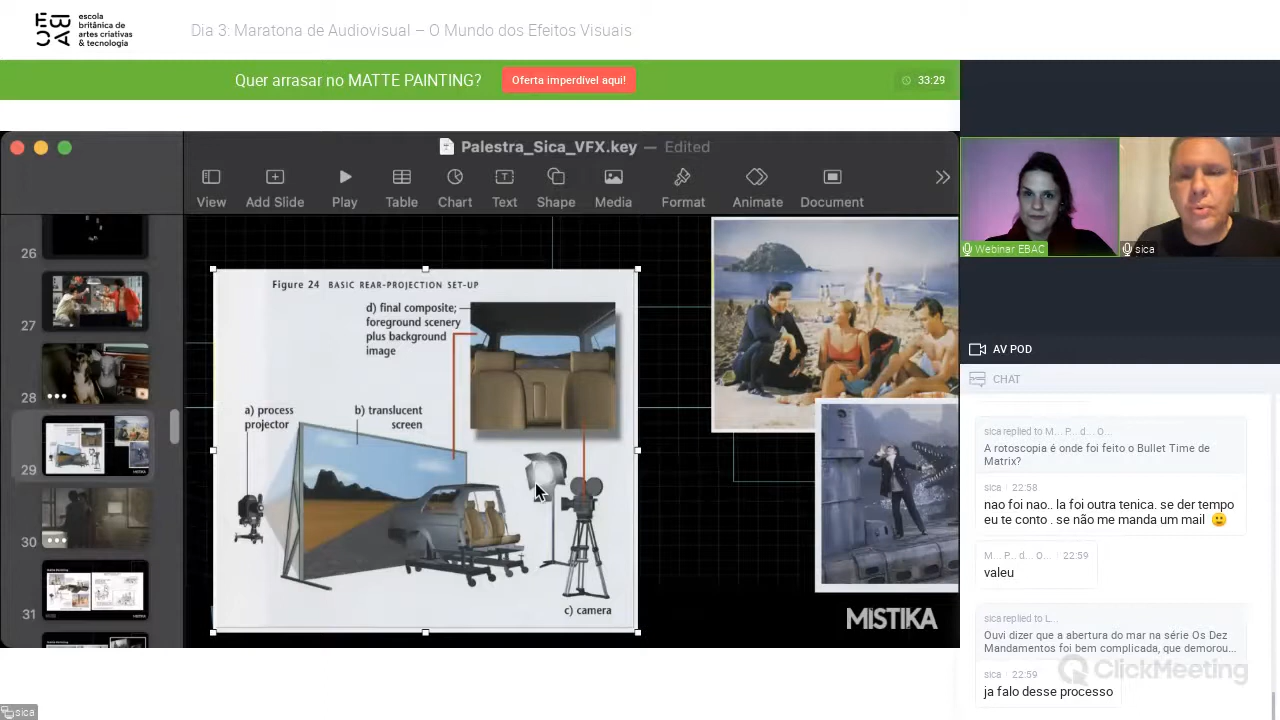 escola
britânica de
artes criativas
& tecnologia
Dia 3: Maratona de Audiovisual – O Mundo dos Efeitos Visuais
Quer arrasar no MATTE PAINTING?
Oferta imperdível aqui!
33:29
Palestra_Sica_VFX.key — Edited
View
Add Slide
Play
Table
Chart
Text
Shape
Media
Format
Animate
Document
26
27
28
29
30
31
Figure 24 BASIC REAR-PROJECTION SET-UP
d) final composite;
foreground scenery
plus background
image
a) process
projector
b) translucent
screen
c) camera
MISTIKA
Webinar EBAC
sica
AV POD
CHAT
sica replied to M... P... d... O...
A rotoscopia é onde foi feito o Bullet Time de
Matrix?
sica 22:58
nao foi nao.. la foi outra tenica. se der tempo
eu te conto . se não me manda um mail
M... P... d... O... 22:59
valeu
sica replied to L...
Ouvi dizer que a abertura do mar na série Os Dez
Mandamentos foi bem complicada, que demorou...
sica 22:59
ja falo desse processo
ClickMeeting
sica